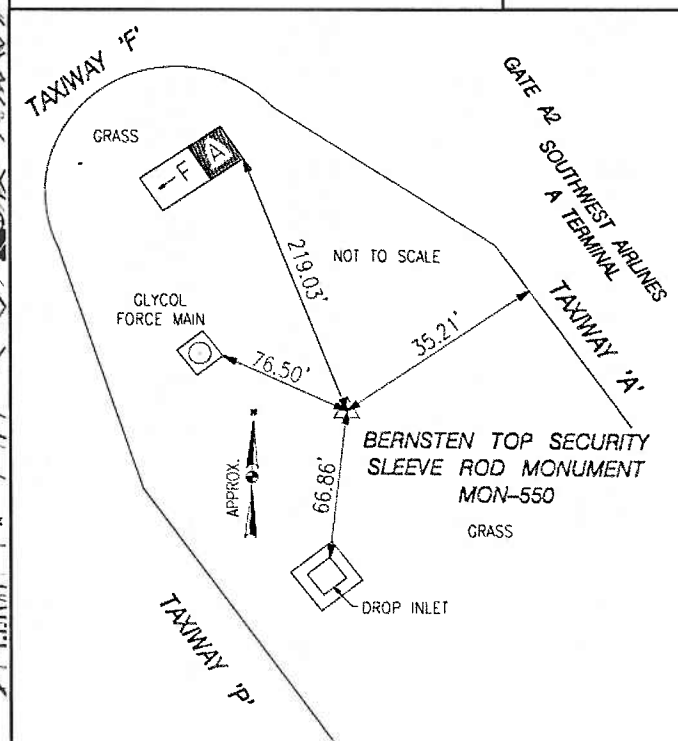 TAXIWAY 'F'
GATE A2 SOUTHWEST AIRLINES
A TERMINAL
GRASS
←F A
219.03'
NOT TO SCALE
GLYCOL
FORCE MAIN
TAXIWAY 'A'
35.21'
76.50'
BERNSTEN TOP SECURITY
SLEEVE ROD MONUMENT
MON-550
APPROX.
66.86'
GRASS
DROP INLET
TAXIWAY 'P'